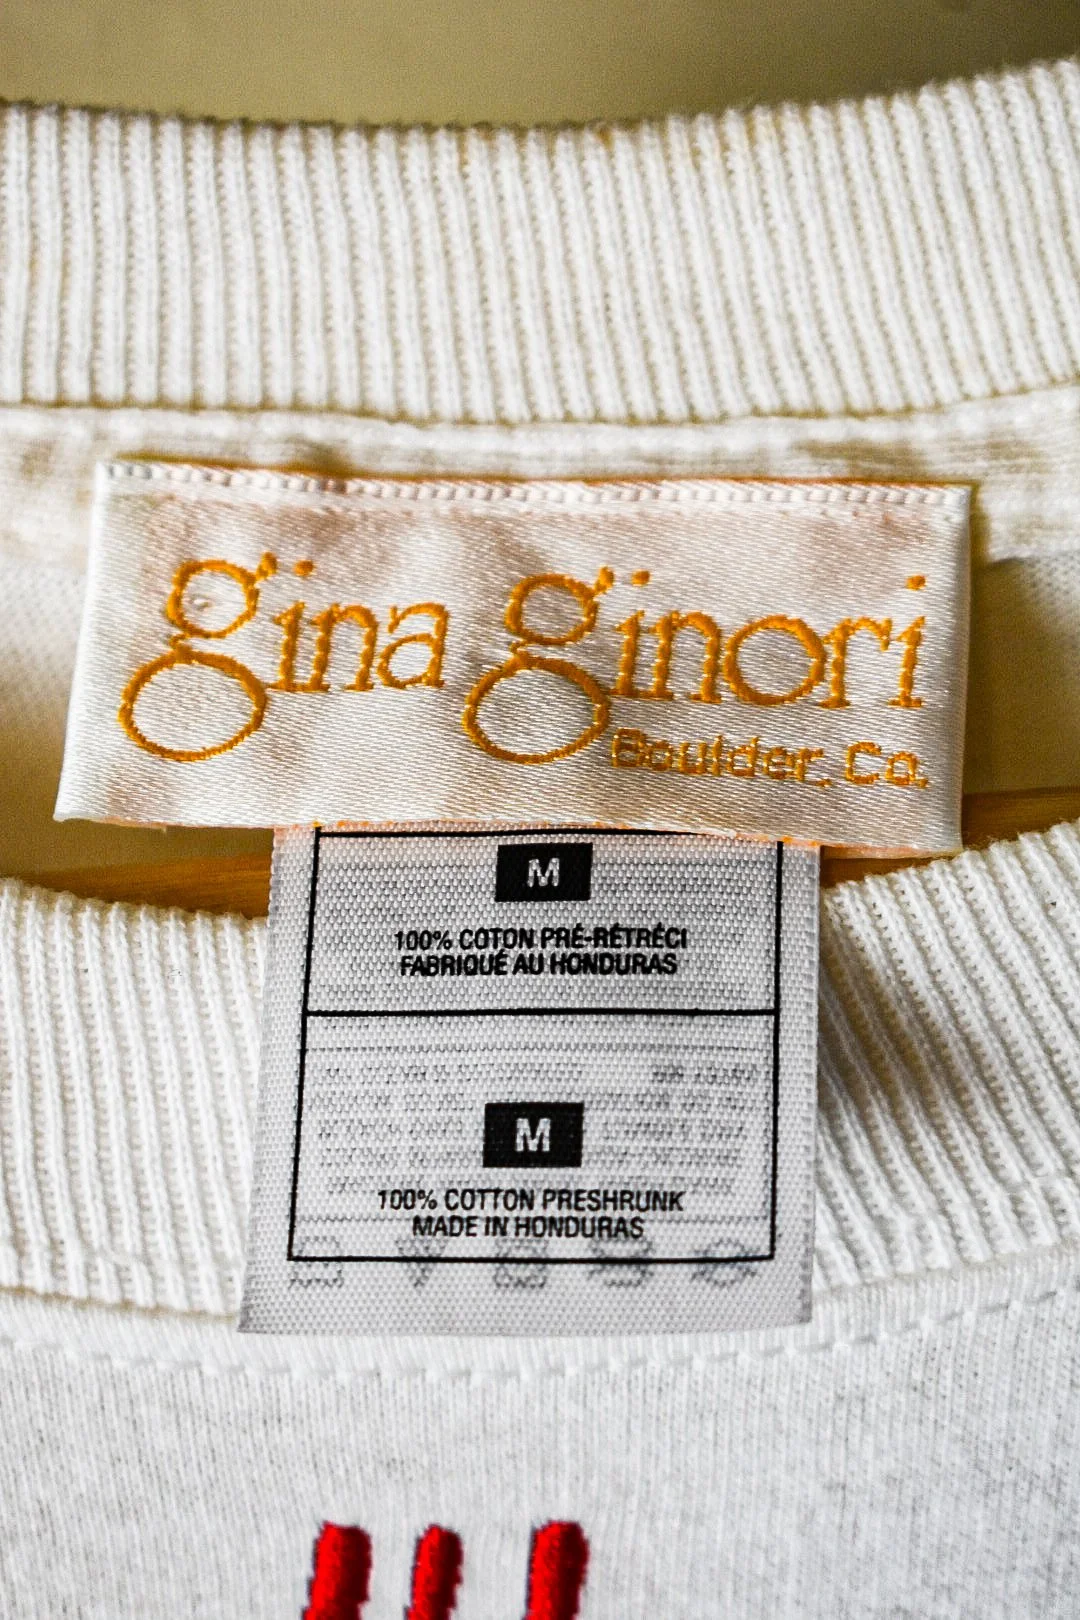 gina ginori
Boulder, Co.
M
100% COTON PRÉ-RÉTRÉCI
FABRIQUÉ AU HONDURAS
M
100% COTTON PRESHRUNK
MADE IN HONDURAS